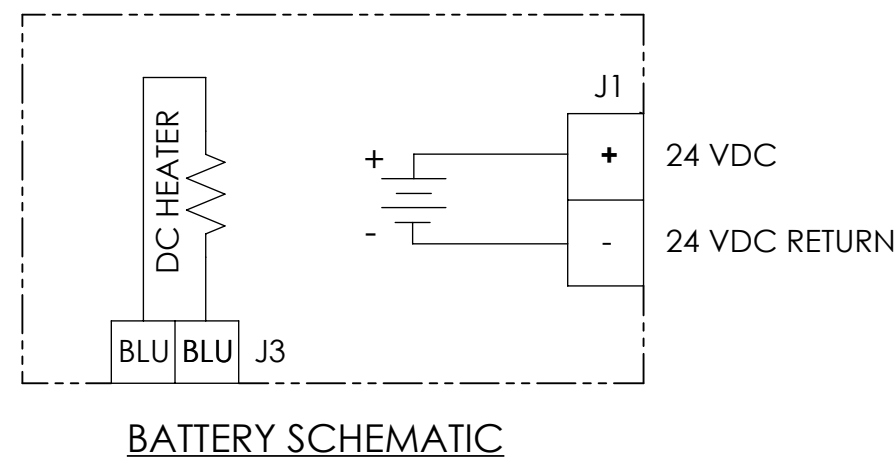 J1
DC HEATER
+
+
24 VDC
-
-
24 VDC RETURN
BLU BLU J3
BATTERY SCHEMATIC